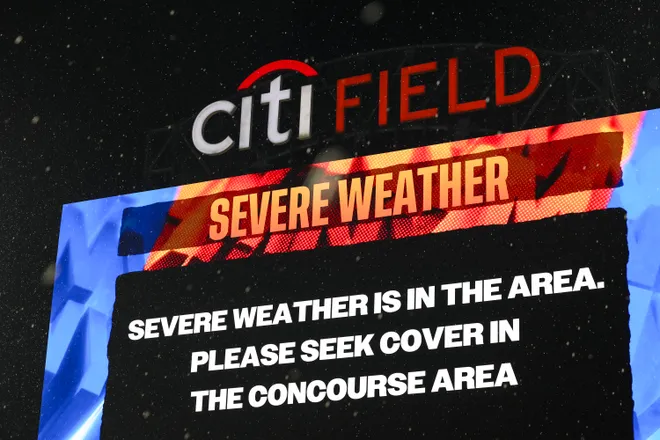 citi FIELD
SEVERE WEATHER
SEVERE WEATHER IS IN THE AREA.
PLEASE SEEK COVER IN
THE CONCOURSE AREA